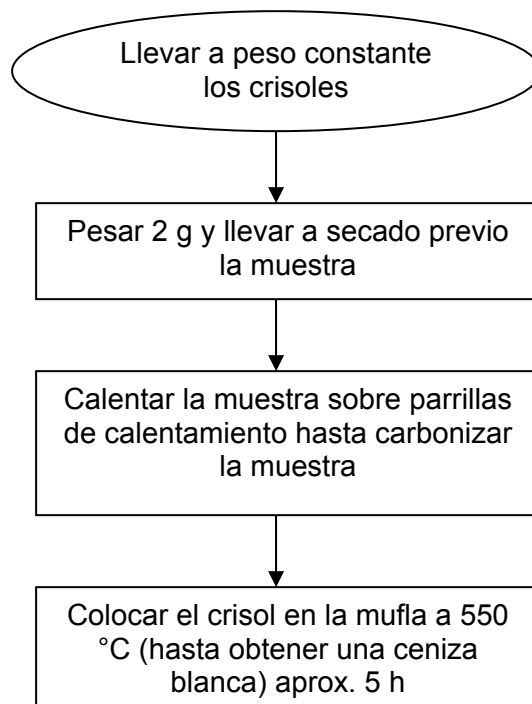 Llevar a peso constante
los crisoles
Pesar 2 g y llevar a secado previo
la muestra
Calentar la muestra sobre parrillas
de calentamiento hasta carbonizar
la muestra
Colocar el crisol en la mufla a 550
°C (hasta obtener una ceniza
blanca) aprox. 5 h